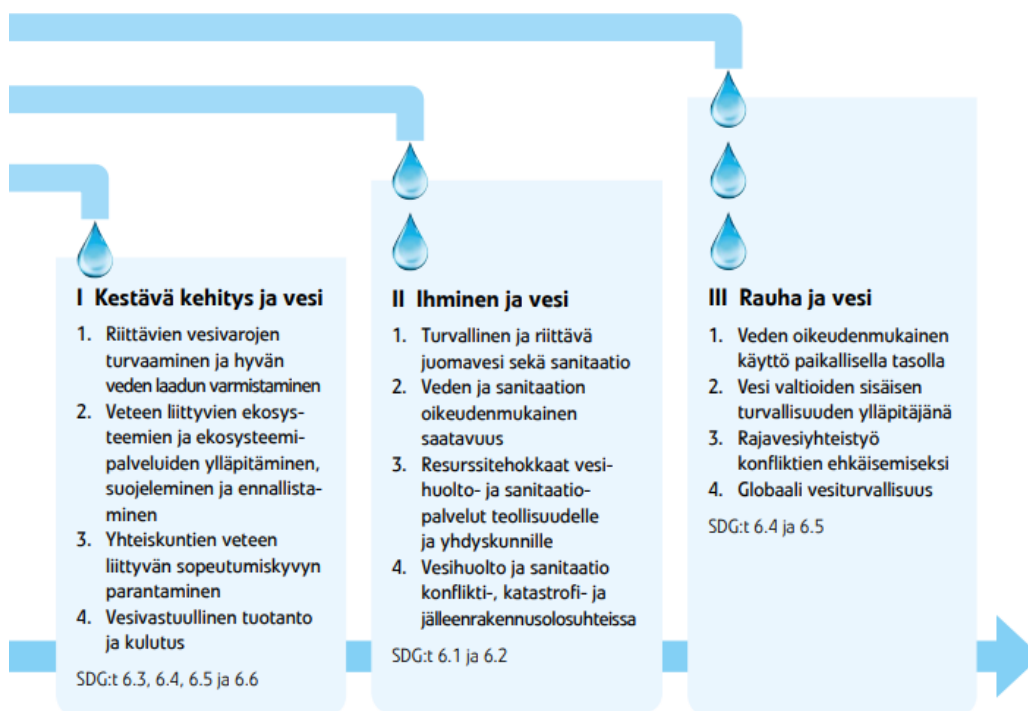 I Kestävä kehitys ja vesi
1. Riittävien vesivarojen
turvaaminen ja hyvän
veden laadun varmistaminen
2. Veteen liittyvien ekosys-
teemien ja ekosysteemi-
palveluiden ylläpitäminen,
suojeleminen ja ennallista-
minen
3. Yhteiskuntien veteen
liittyvän sopeutumiskyvyn
parantaminen
4. Vesivastuullinen tuotanto
ja kulutus
SDG:t 6.3, 6.4, 6.5 ja 6.6
II Ihminen ja vesi
1. Turvallinen ja riittävä
juomavesi sekä sanitaatio
2. Veden ja sanitaation
oikeudenmukainen
saatavuus
3. Resurssitehokkaat vesi-
huolto- ja sanitaatio-
palvelut teollisuudelle
ja yhdyskunnille
4. Vesihuolto ja sanitaatio
konflikti-, katastrofi- ja
jälleenrakennusolosuhteissa
SDG:t 6.1 ja 6.2
III Rauha ja vesi
1. Veden oikeudenmukainen
käyttö paikallisella tasolla
2. Vesi valtioiden sisäisen
turvallisuuden ylläpitäjänä
3. Rajavesiyhteistyö
konfliktien ehkäisemiseksi
4. Globaali vesiturvallisuus
SDG:t 6.4 ja 6.5